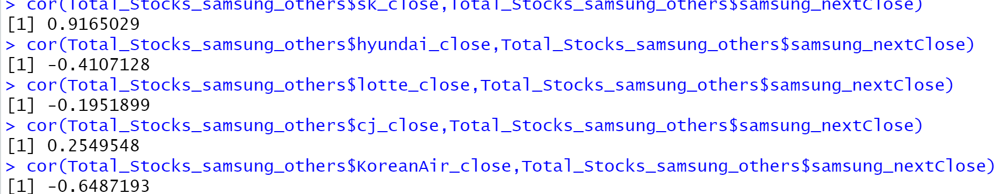 > cor(Total_Stocks_samsung_others$sk_close,Total_Stocks_samsung_others$samsung_nextClose)
[1] 0.9165029
> cor(Total_Stocks_samsung_others$hyundai_close,Total_Stocks_samsung_others$samsung_nextClose)
[1] -0.4107128
> cor(Total_Stocks_samsung_others$lotte_close,Total_Stocks_samsung_others$samsung_nextClose)
[1] -0.1951899
> cor(Total_Stocks_samsung_others$cj_close,Total_Stocks_samsung_others$samsung_nextClose)
[1] 0.2549548
> cor(Total_Stocks_samsung_others$KoreanAir_close,Total_Stocks_samsung_others$samsung_nextClose)
[1] -0.6487193